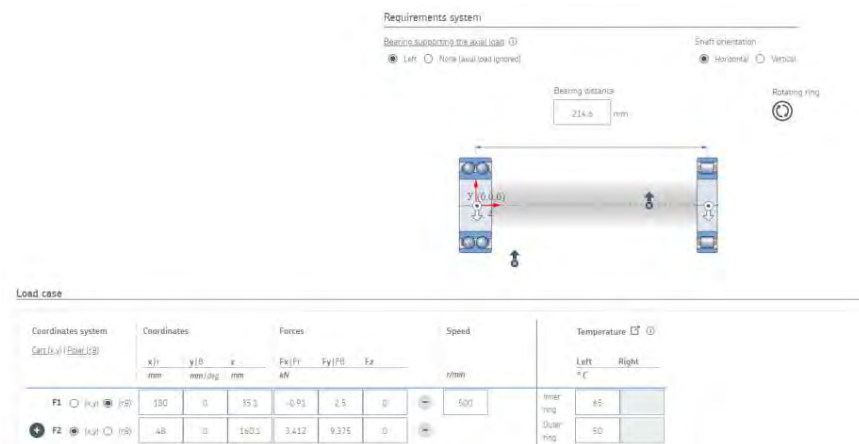 Requirements system
Bearing supporting the axial load
Shaft orientation
Left None (axial load ignored)
Horizontal Vertical
Bearing distance
Rotating ring
214.6 mm
y (0,0,0)
z
Load case
Coordinates system Coordinates Forces Speed Temperature
Cart (x,y) | Polar (r,θ)
x|r y|θ z Fx|Fr Fy|Fθ Fz Left Right
mm mm|deg mm kN r/min °C
F1 (x,y) (r,θ) 180 0 35.1 -0.91 2.5 0 500 Inner ring 65
F2 (x,y) (r,θ) 48 0 160.1 3.412 9.375 0 Outer ring 50